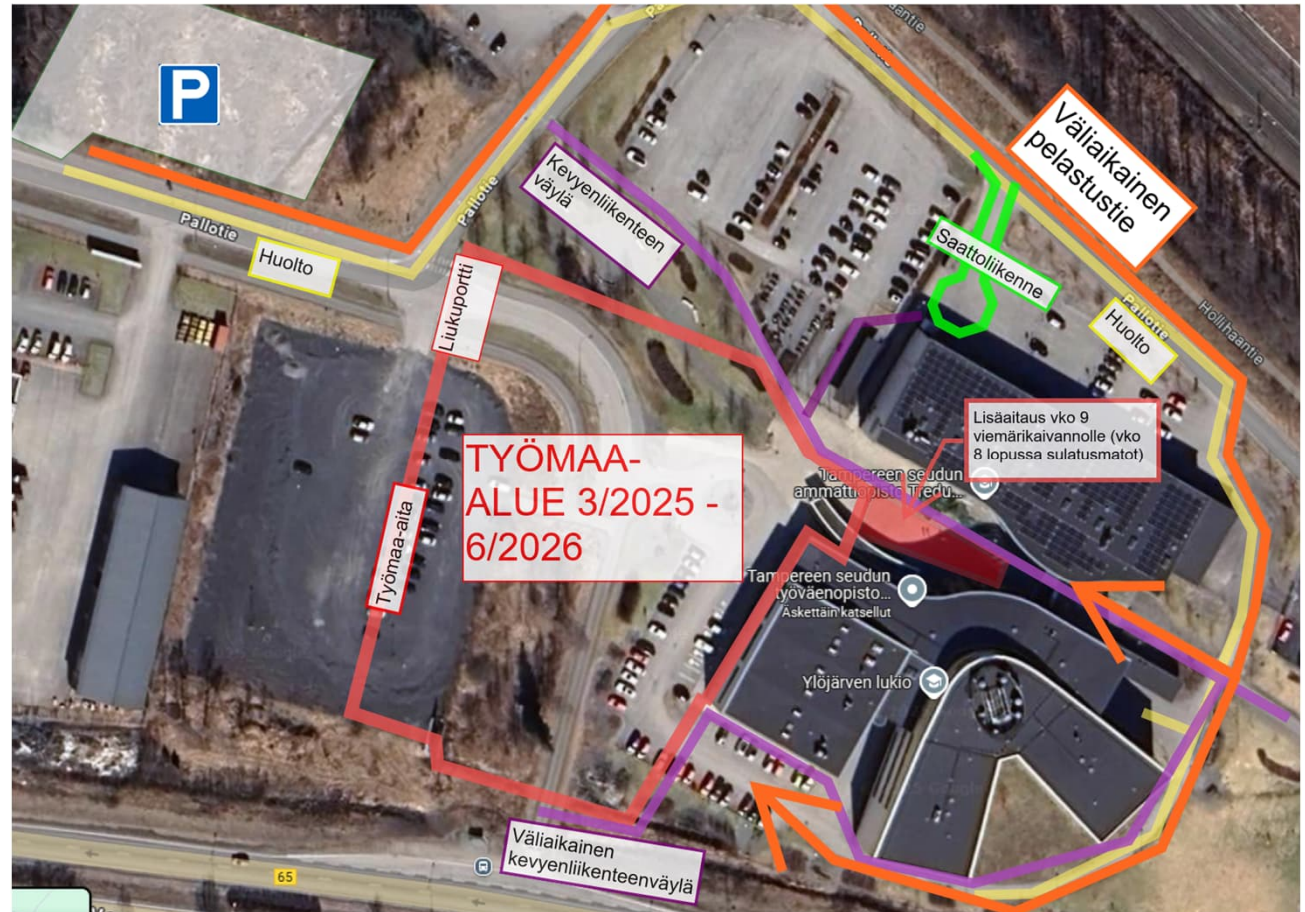 P
Pallotie
Huolto
Pallotie
Liukuportti
Kevyenliikenteen
väylä
Väliaikainen
pelastustie
Saattoliikenne
Pallotie
Huolto
Hollihaantie
Lisäaitaus vko 9
viemärikaivannolle (vko
8 lopussa sulatusmatot)
TYÖMAA-
ALUE 3/2025 -
6/2026
Työmaa-aita
Tampereen seudun
ammattiopisto Tredu...
Tampereen seudun
työväenopisto...
Äskettäin katsellut
Ylöjärven lukio
Väliaikainen
kevyenliikenteenväylä
65